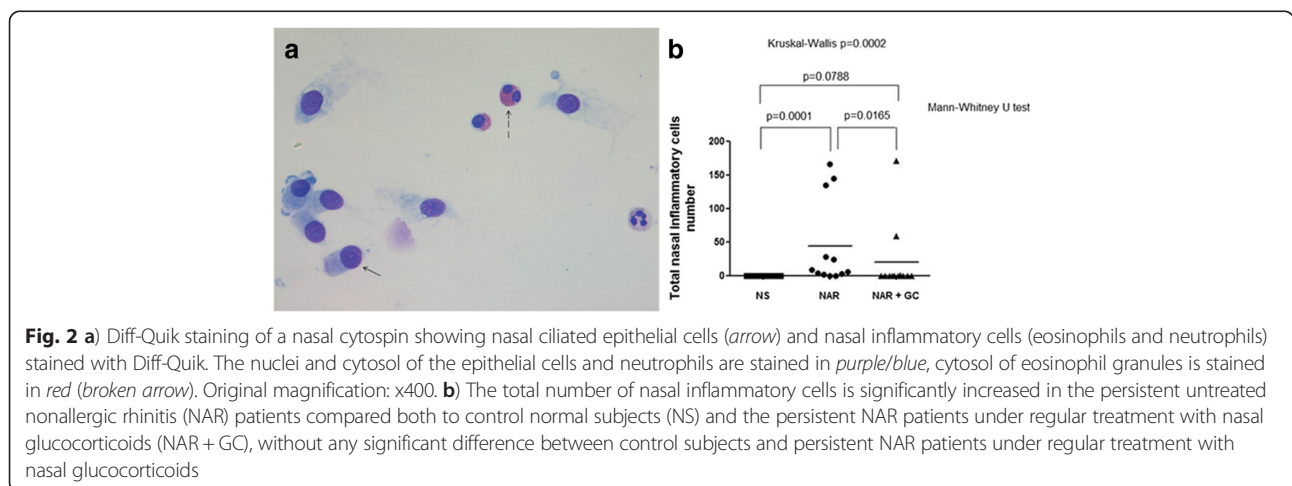 a
b
Kruskal-Wallis p=0.0002
p=0.0788
Mann-Whitney U test
p=0.0001
p=0.0165
Total nasal inflammatory cells
number
200
150
100
50
0
NS
NAR
NAR + GC
Fig. 2 a) Diff-Quik staining of a nasal cytospin showing nasal ciliated epithelial cells (arrow) and nasal inflammatory cells (eosinophils and neutrophils)
stained with Diff-Quik. The nuclei and cytosol of the epithelial cells and neutrophils are stained in purple/blue, cytosol of eosinophil granules is stained
in red (broken arrow). Original magnification: x400. b) The total number of nasal inflammatory cells is significantly increased in the persistent untreated
nonallergic rhinitis (NAR) patients compared both to control normal subjects (NS) and the persistent NAR patients under regular treatment with nasal
glucocorticoids (NAR + GC), without any significant difference between control subjects and persistent NAR patients under regular treatment with
nasal glucocorticoids